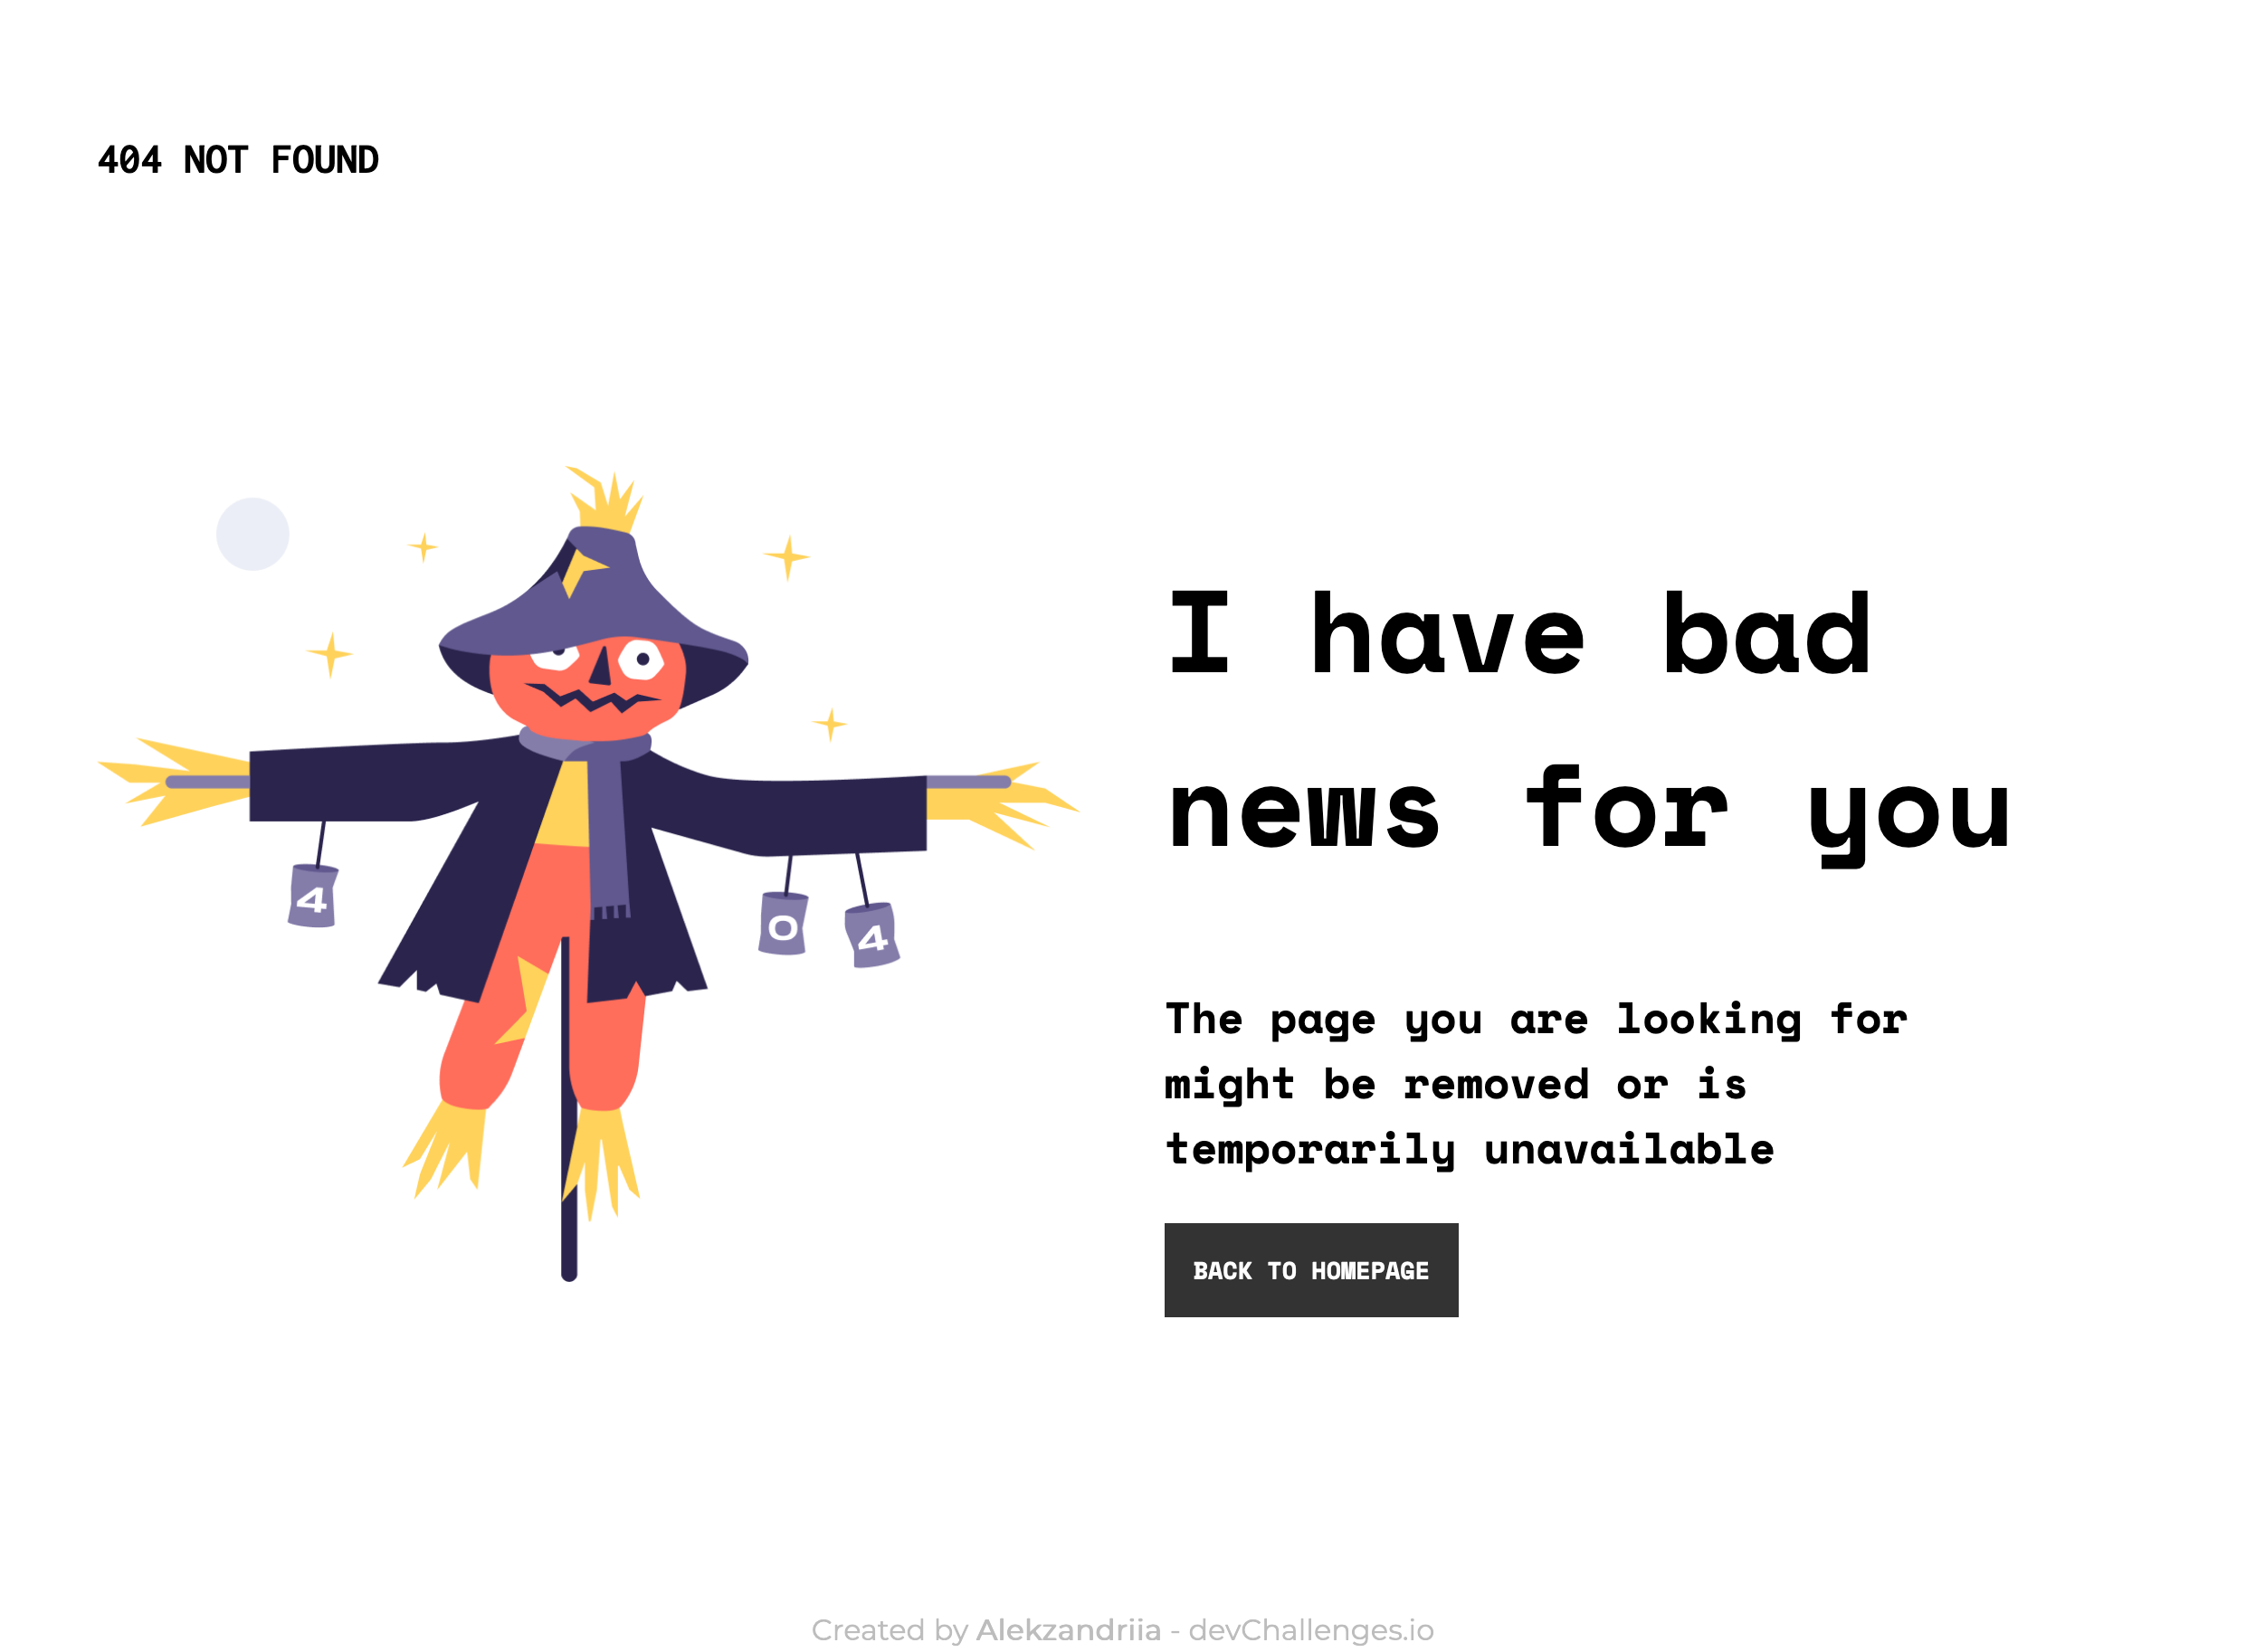 404 NOT FOUND
I have bad
news for you
4
0
4
The page you are looking for
might be removed or is
temporarily unavailable
BACK TO HOMEPAGE
Created by Alekzandriia - devChallenges.io